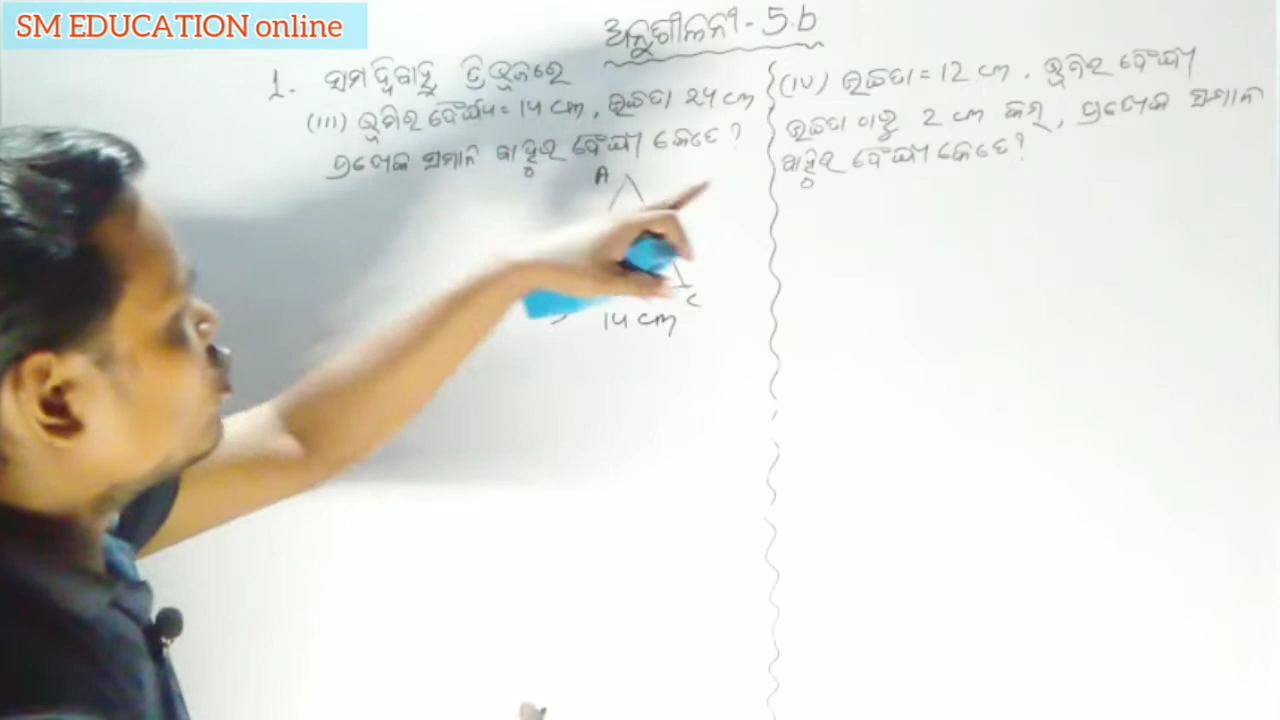 SM EDUCATION online
ଅନୁଶୀଳନୀ - 5.b
1. ସମଦ୍ୱିବାହୁ ତ୍ରିଭୁଜରେ
(iii) ଭୂମିର ଦୈର୍ଘ୍ୟ = 14 cm, ଉଚ୍ଚତା 24 cm
ପ୍ରତ୍ୟେକ ସମାନ ବାହୁର ଦୈର୍ଘ୍ୟ କେତେ ?
A
C
14 cm
(iv) ଉଚ୍ଚତା = 12 cm. ଭୂମିର ଦୈର୍ଘ୍ୟ
ଉଚ୍ଚତା ଠାରୁ 2 cm କମ୍, ପ୍ରତ୍ୟେକ ସମାନ
ବାହୁର ଦୈର୍ଘ୍ୟ କେତେ ?